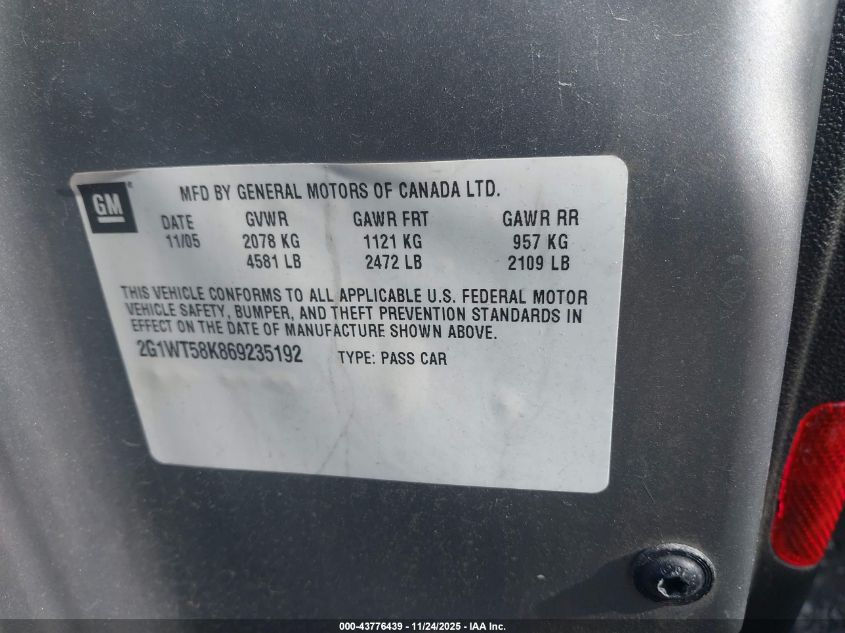 GM
MFD BY GENERAL MOTORS OF CANADA LTD.
DATE GVWR GAWR FRT GAWR RR
11/05 2078 KG 1121 KG 957 KG
4581 LB 2472 LB 2109 LB
THIS VEHICLE CONFORMS TO ALL APPLICABLE U.S. FEDERAL MOTOR
VEHICLE SAFETY, BUMPER, AND THEFT PREVENTION STANDARDS IN
EFFECT ON THE DATE OF MANUFACTURE SHOWN ABOVE.
2G1WT58K869235192 TYPE: PASS CAR
000-43776439 - 11/24/2025 - IAA Inc.